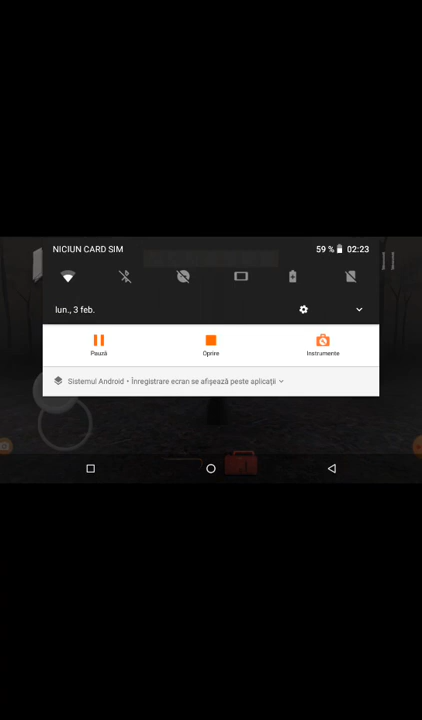 NICIUN CARD SIM
59 % 02:23
lun., 3 feb.
Pauză
Oprire
Instrumente
Sistemul Android • Înregistrare ecran se afișează peste aplicații